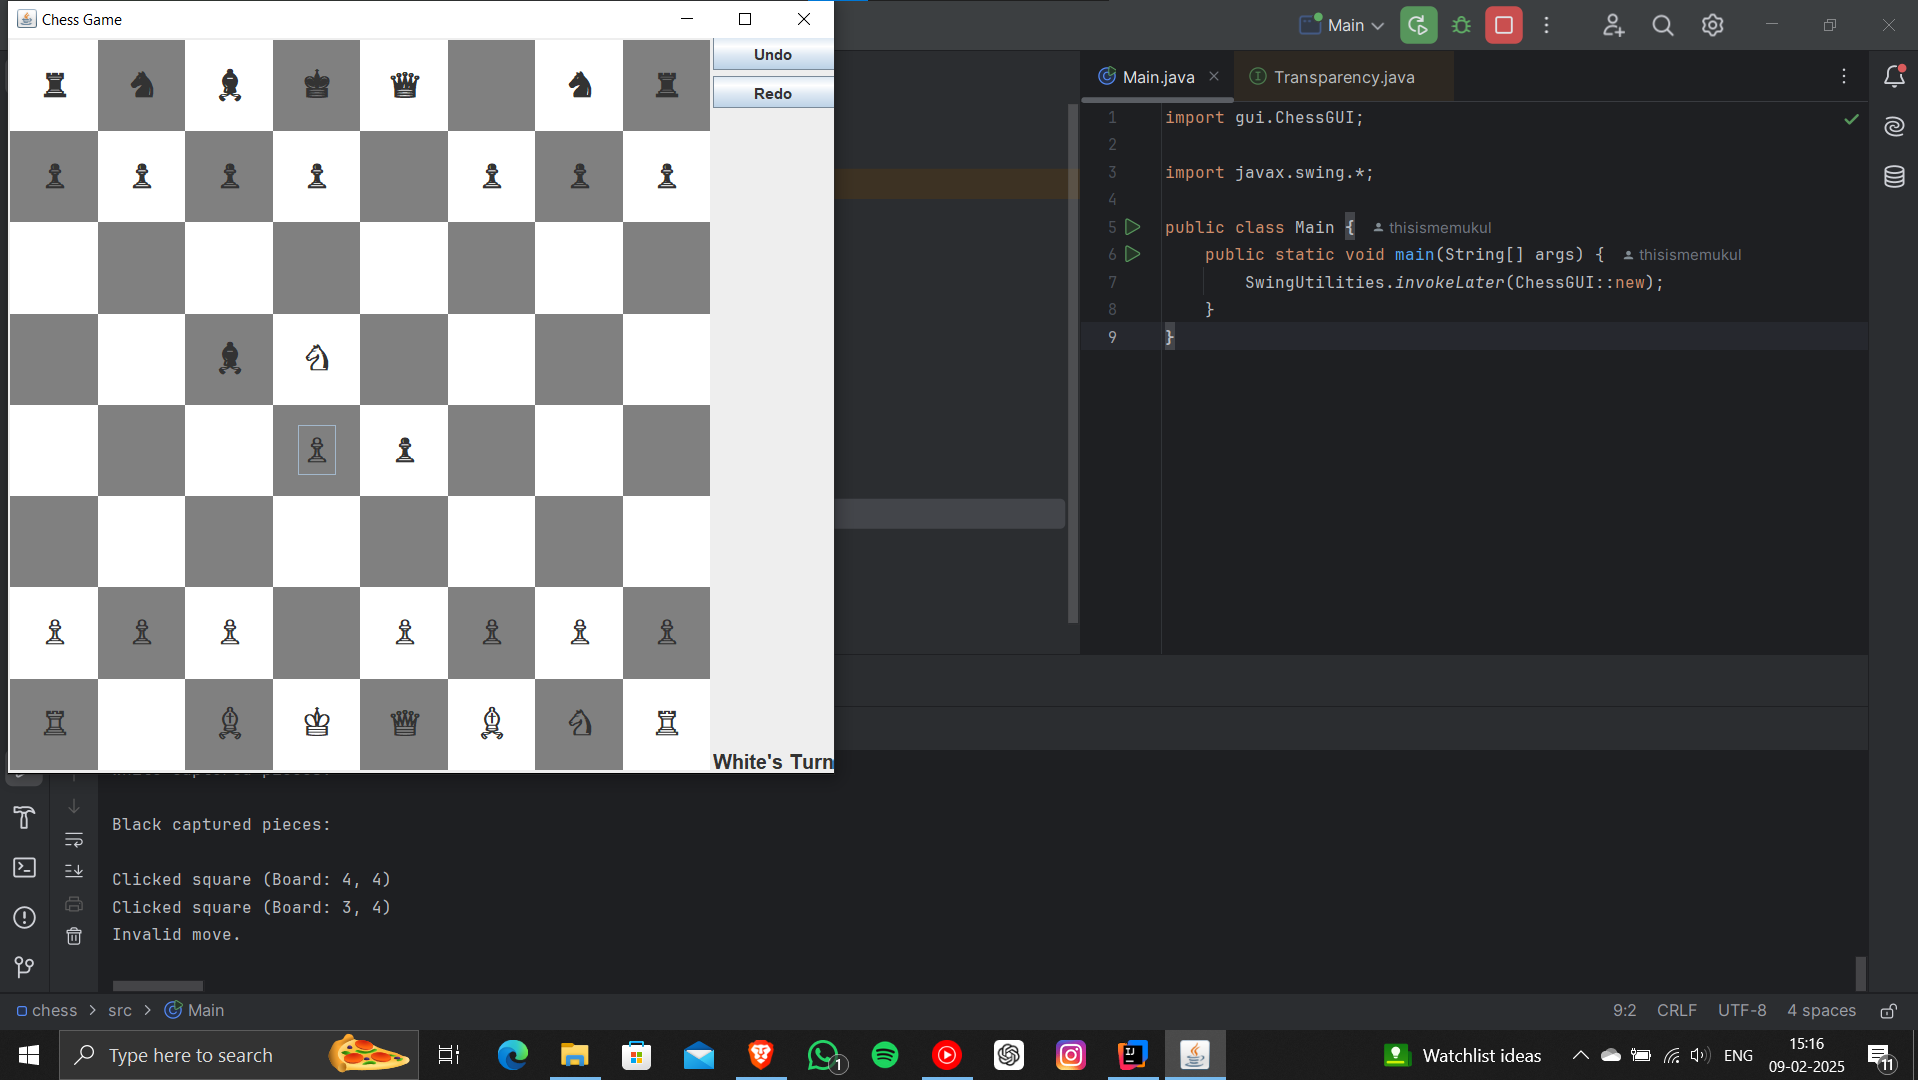 Chess Game
Undo
Redo
White's Turn
Main
Main.java
Transparency.java
1 import gui.ChessGUI;
2
3 import javax.swing.*;
4
5 public class Main { thisismemukul
6 public static void main(String[] args) { thisismemukul
7 SwingUtilities.invokeLater(ChessGUI::new);
8 }
9 }
Black captured pieces:
Clicked square (Board: 4, 4)
Clicked square (Board: 3, 4)
Invalid move.
chess > src > Main
9:2 CRLF UTF-8 4 spaces
Type here to search
1
Watchlist ideas
ENG
15:16
09-02-2025
11